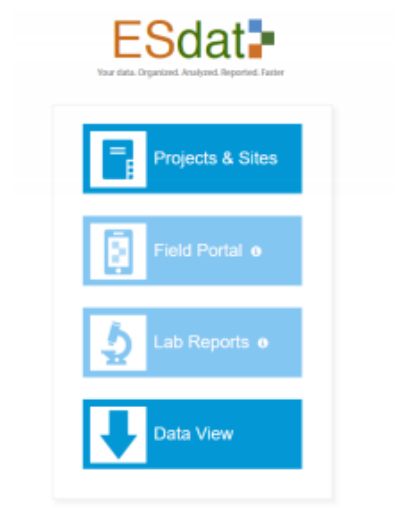 ESdat
Your data. Organized. Analyzed. Reported. Faster
Projects & Sites
Field Portal
Lab Reports
Data View